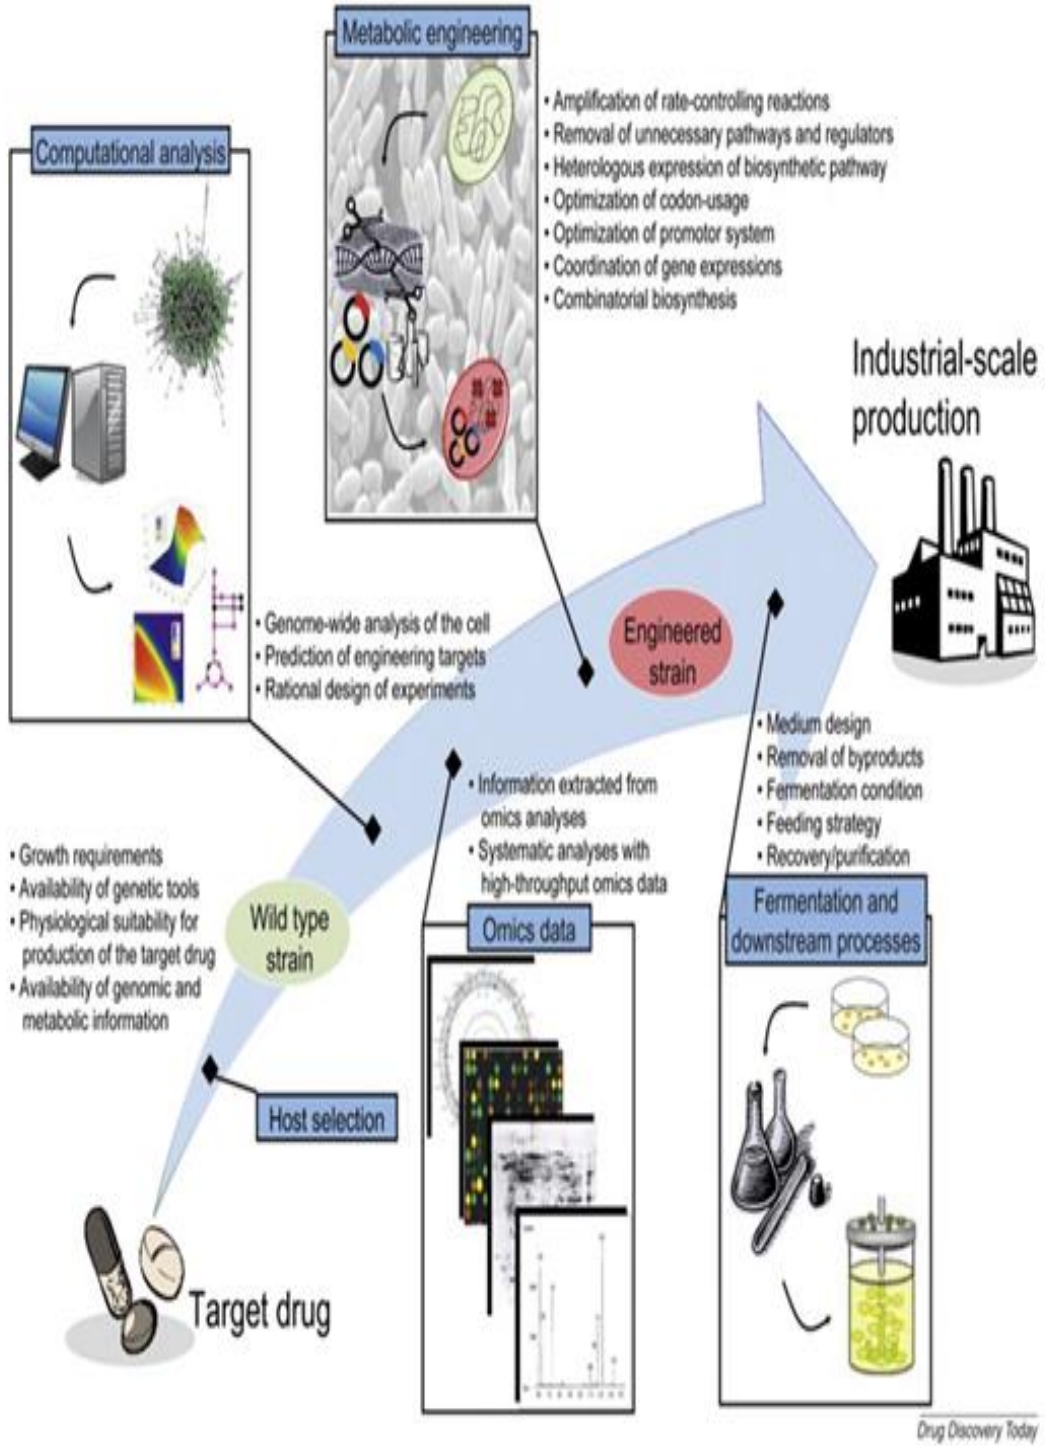 Metabolic engineering
• Amplification of rate-controlling reactions
• Removal of unnecessary pathways and regulators
• Heterologous expression of biosynthetic pathway
• Optimization of codon-usage
• Optimization of promotor system
• Coordination of gene expressions
• Combinatorial biosynthesis
Computational analysis
• Genome-wide analysis of the cell
• Prediction of engineering targets
• Rational design of experiments
Industrial-scale
production
Engineered
strain
• Medium design
• Removal of byproducts
• Fermentation condition
• Feeding strategy
• Recovery/purification
Fermentation and
downstream processes
• Information extracted from
omics analyses
• Systematic analyses with
high-throughput omics data
Omics data
• Growth requirements
• Availability of genetic tools
• Physiological suitability for
production of the target drug
• Availability of genomic and
metabolic information
Wild type
strain
Host selection
Target drug
Drug Discovery Today